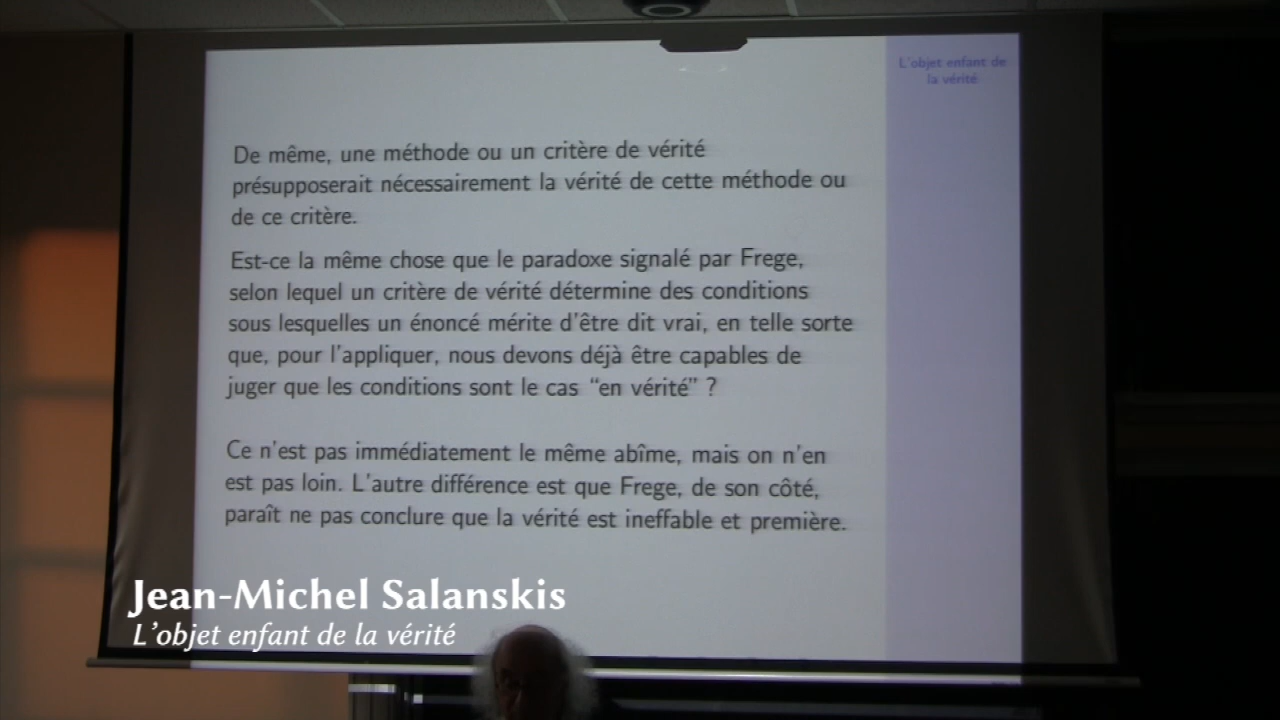 L'objet enfant de
la vérité
De même, une méthode ou un critère de vérité
présupposerait nécessairement la vérité de cette méthode ou
de ce critère.
Est-ce la même chose que le paradoxe signalé par Frege,
selon lequel un critère de vérité détermine des conditions
sous lesquelles un énoncé mérite d'être dit vrai, en telle sorte
que, pour l'appliquer, nous devons déjà être capables de
juger que les conditions sont le cas “en vérité” ?
Ce n'est pas immédiatement le même abîme, mais on n'en
est pas loin. L'autre différence est que Frege, de son côté,
paraît ne pas conclure que la vérité est ineffable et première.
Jean-Michel Salanskis
L'objet enfant de la vérité